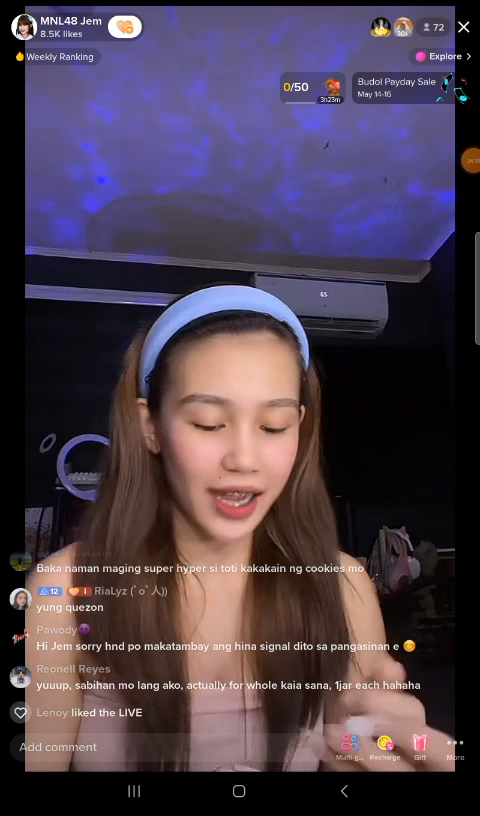 MNL48 Jem
8.5K likes
72
Weekly Ranking
Explore
0/50
3h23m
Budol Payday Sale
May 14-16
Baka naman maging super hyper si toti kakakain ng cookies mo
12 I RiaLyz (ﾟoﾟ人))
yung quezon
Pawody😈
Hi Jem sorry hnd po makatambay ang hina signal dito sa pangasinan e 😊
Reonell Reyes
yuuup, sabihan mo lang ako, actually for whole kaia sana, 1jar each hahaha
Lenoy liked the LIVE
Add comment
Multi-g...
Recharge
Gift
More